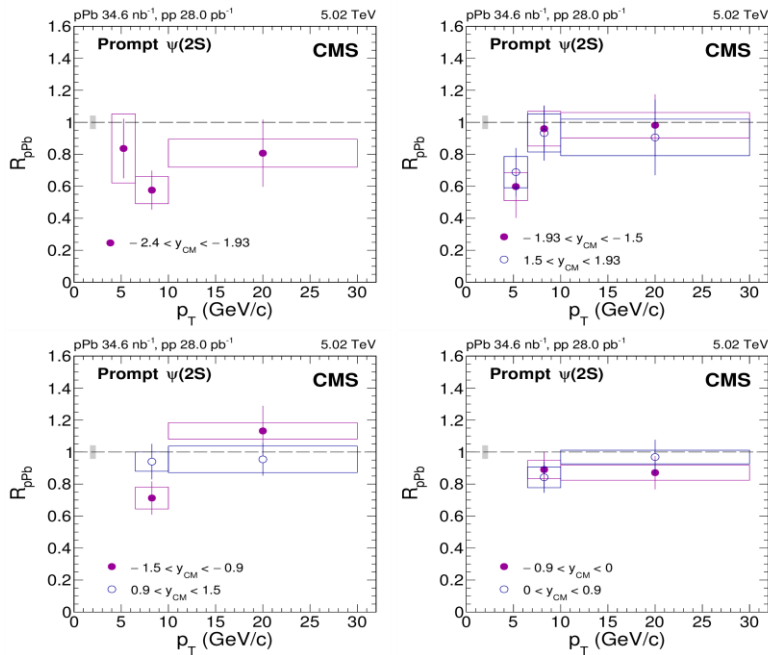 pPb 34.6 nb⁻¹, pp 28.0 pb⁻¹ 5.02 TeV
Prompt ψ(2S) CMS
R_pPb
1.6
1.4
1.2
1
0.8
0.6
0.4
0.2
0
− 2.4 < y_CM < − 1.93
0 5 10 15 20 25 30
p_T (GeV/c)
pPb 34.6 nb⁻¹, pp 28.0 pb⁻¹ 5.02 TeV
Prompt ψ(2S) CMS
R_pPb
1.6
1.4
1.2
1
0.8
0.6
0.4
0.2
0
− 1.93 < y_CM < − 1.5
1.5 < y_CM < 1.93
0 5 10 15 20 25 30
p_T (GeV/c)
pPb 34.6 nb⁻¹, pp 28.0 pb⁻¹ 5.02 TeV
Prompt ψ(2S) CMS
R_pPb
1.6
1.4
1.2
1
0.8
0.6
0.4
0.2
0
− 1.5 < y_CM < − 0.9
0.9 < y_CM < 1.5
0 5 10 15 20 25 30
p_T (GeV/c)
pPb 34.6 nb⁻¹, pp 28.0 pb⁻¹ 5.02 TeV
Prompt ψ(2S) CMS
R_pPb
1.6
1.4
1.2
1
0.8
0.6
0.4
0.2
0
− 0.9 < y_CM < 0
0 < y_CM < 0.9
0 5 10 15 20 25 30
p_T (GeV/c)